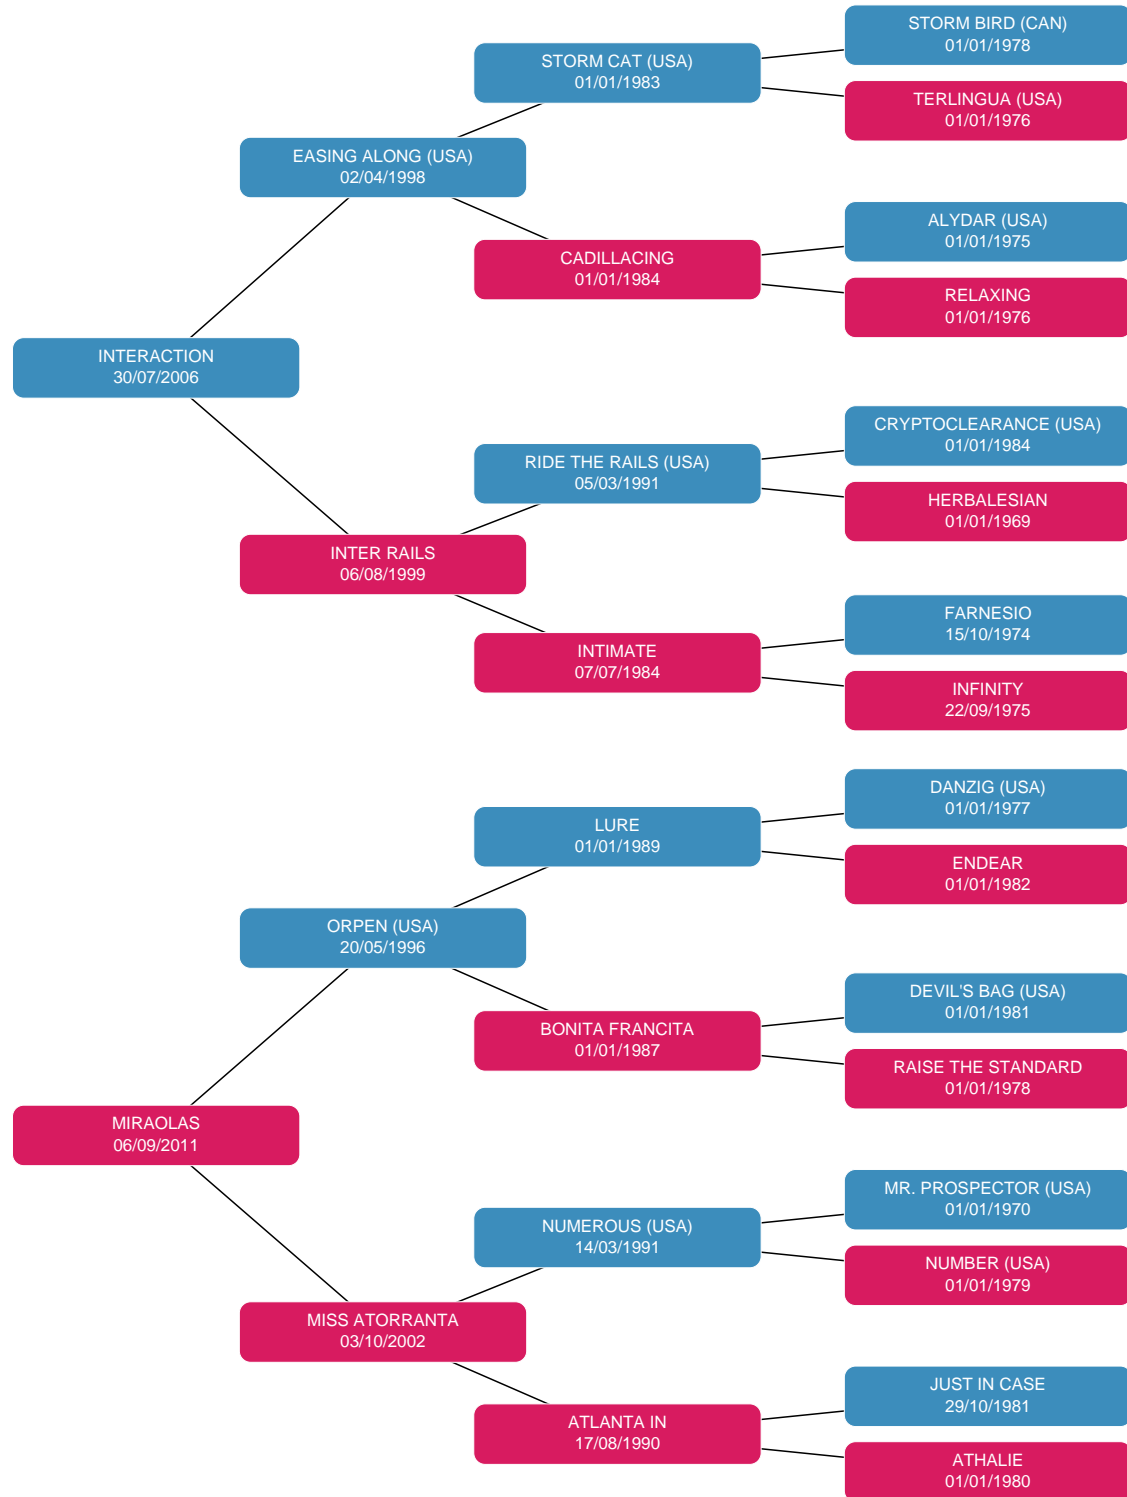 STORM BIRD (CAN)
01/01/1978
STORM CAT (USA)
01/01/1983
TERLINGUA (USA)
01/01/1976
EASING ALONG (USA)
02/04/1998
ALYDAR (USA)
01/01/1975
CADILLACING
01/01/1984
RELAXING
01/01/1976
INTERACTION
30/07/2006
CRYPTOCLEARANCE (USA)
01/01/1984
RIDE THE RAILS (USA)
05/03/1991
HERBALESIAN
01/01/1969
INTER RAILS
06/08/1999
FARNESIO
15/10/1974
INTIMATE
07/07/1984
INFINITY
22/09/1975
DANZIG (USA)
01/01/1977
LURE
01/01/1989
ENDEAR
01/01/1982
ORPEN (USA)
20/05/1996
DEVIL'S BAG (USA)
01/01/1981
BONITA FRANCITA
01/01/1987
RAISE THE STANDARD
01/01/1978
MIRAOLAS
06/09/2011
MR. PROSPECTOR (USA)
01/01/1970
NUMEROUS (USA)
14/03/1991
NUMBER (USA)
01/01/1979
MISS ATORRANTA
03/10/2002
JUST IN CASE
29/10/1981
ATLANTA IN
17/08/1990
ATHALIE
01/01/1980